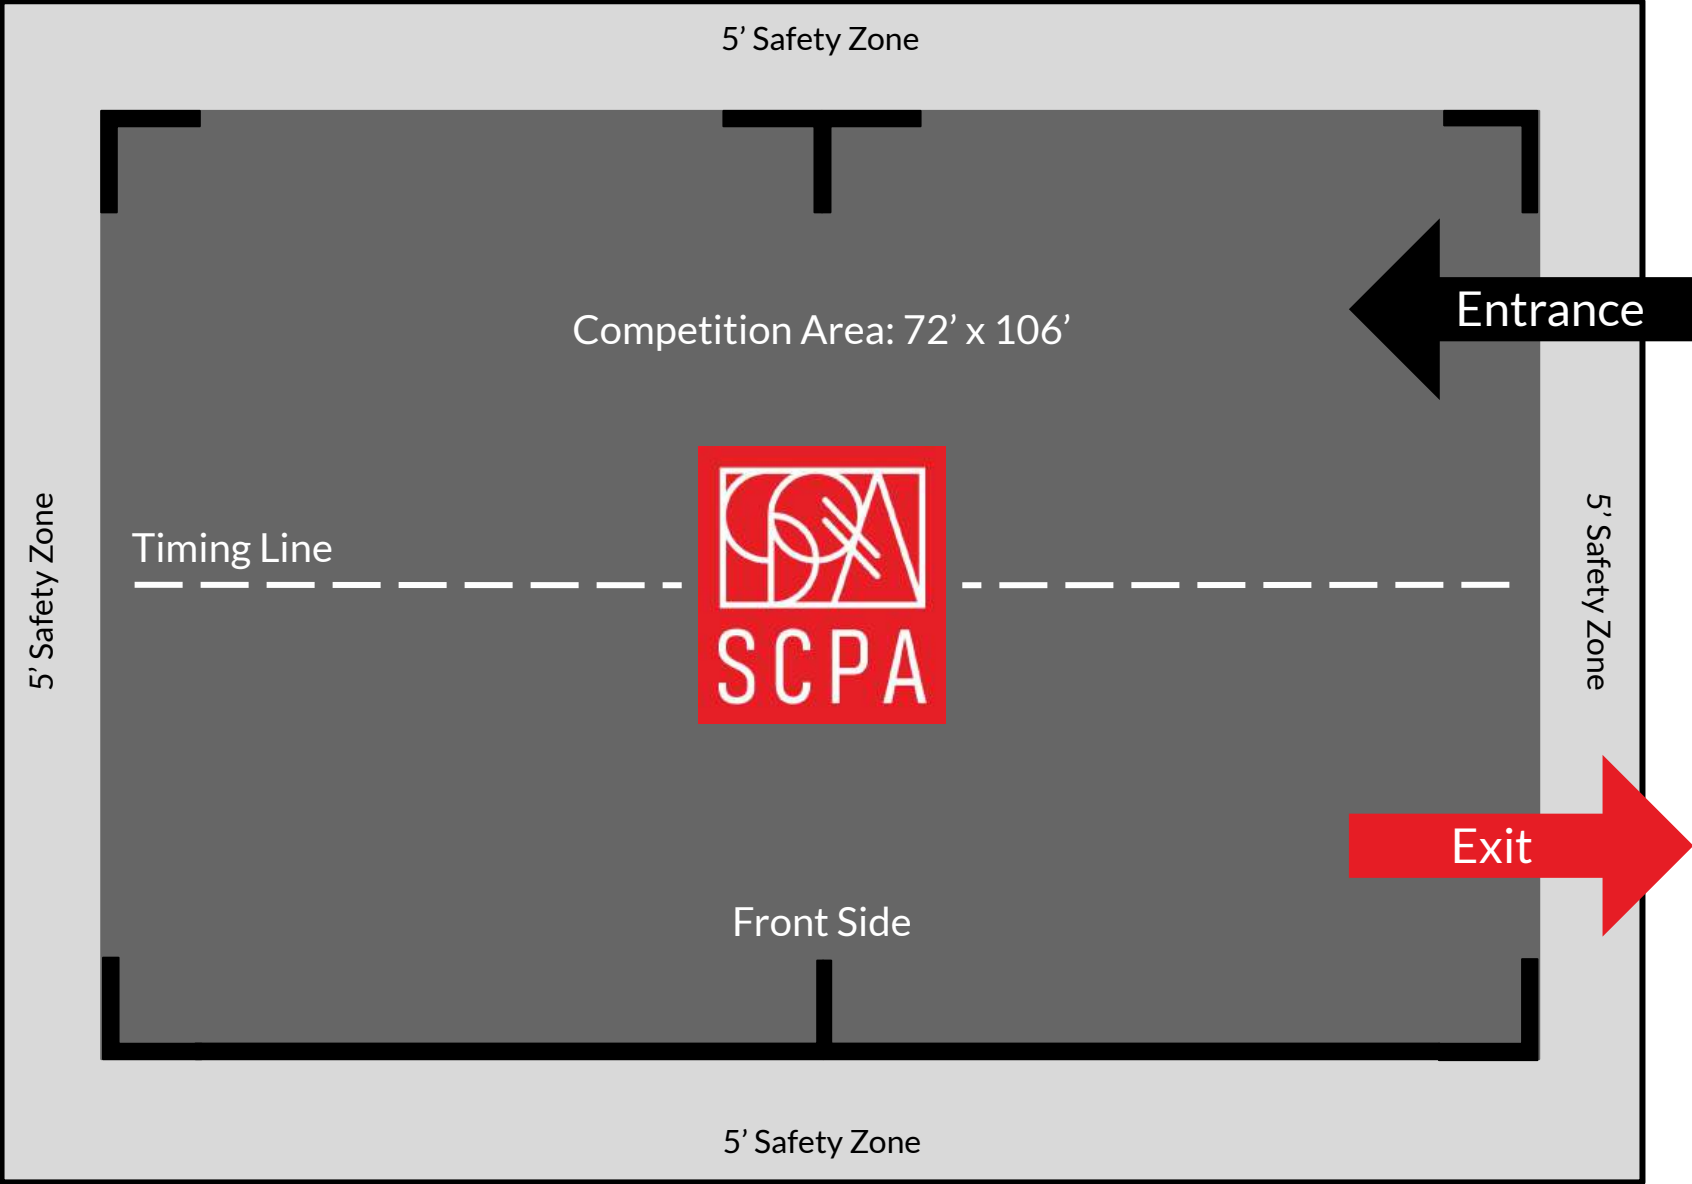 5’ Safety Zone
Competition Area: 72’ x 106’
Entrance
5’ Safety Zone
Timing Line
SCPA
5’ Safety Zone
Exit
Front Side
5’ Safety Zone